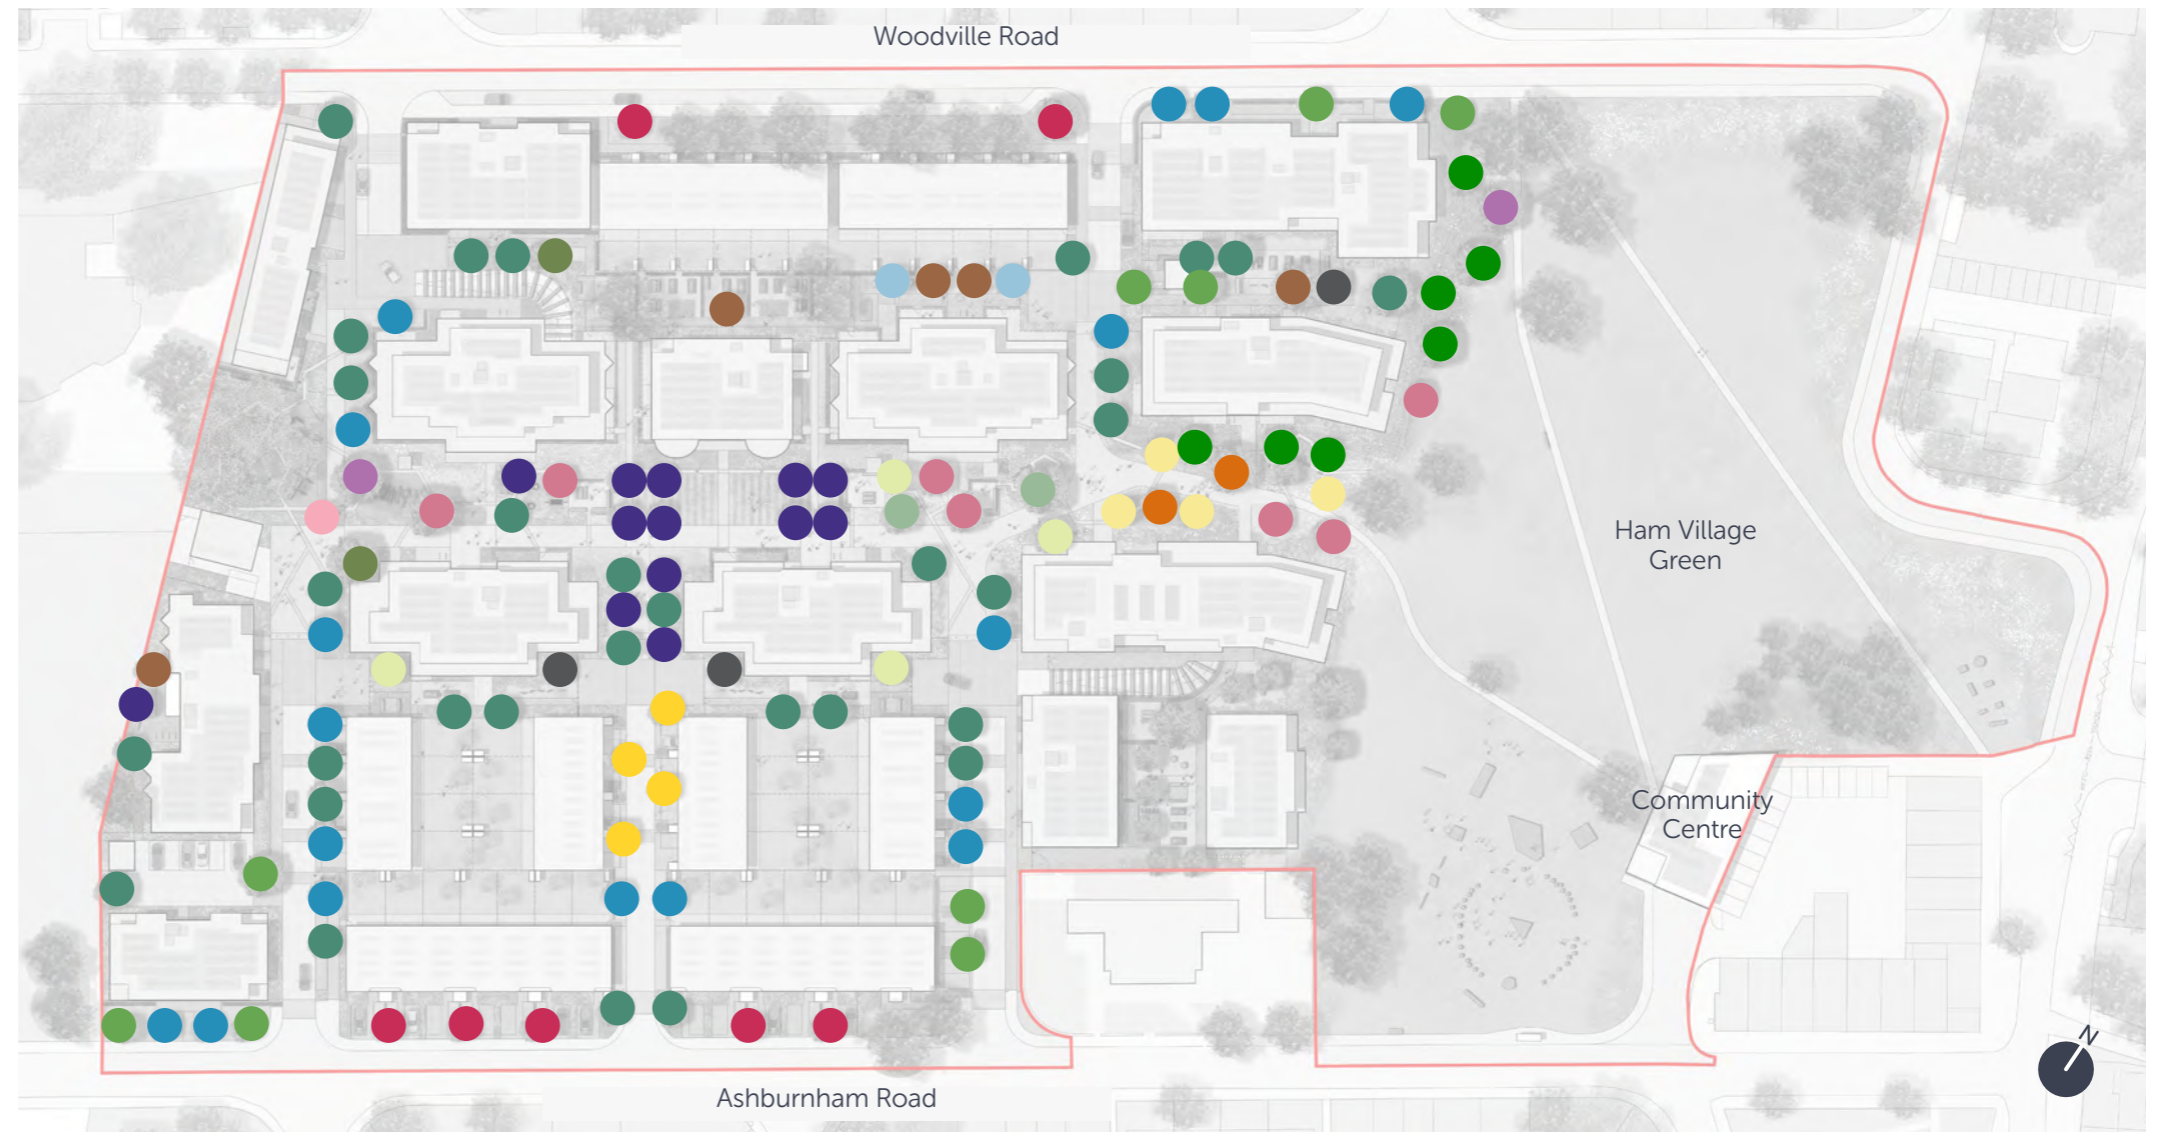 Woodville Road
Ham Village
Green
Community
Centre
N
Ashburnham Road